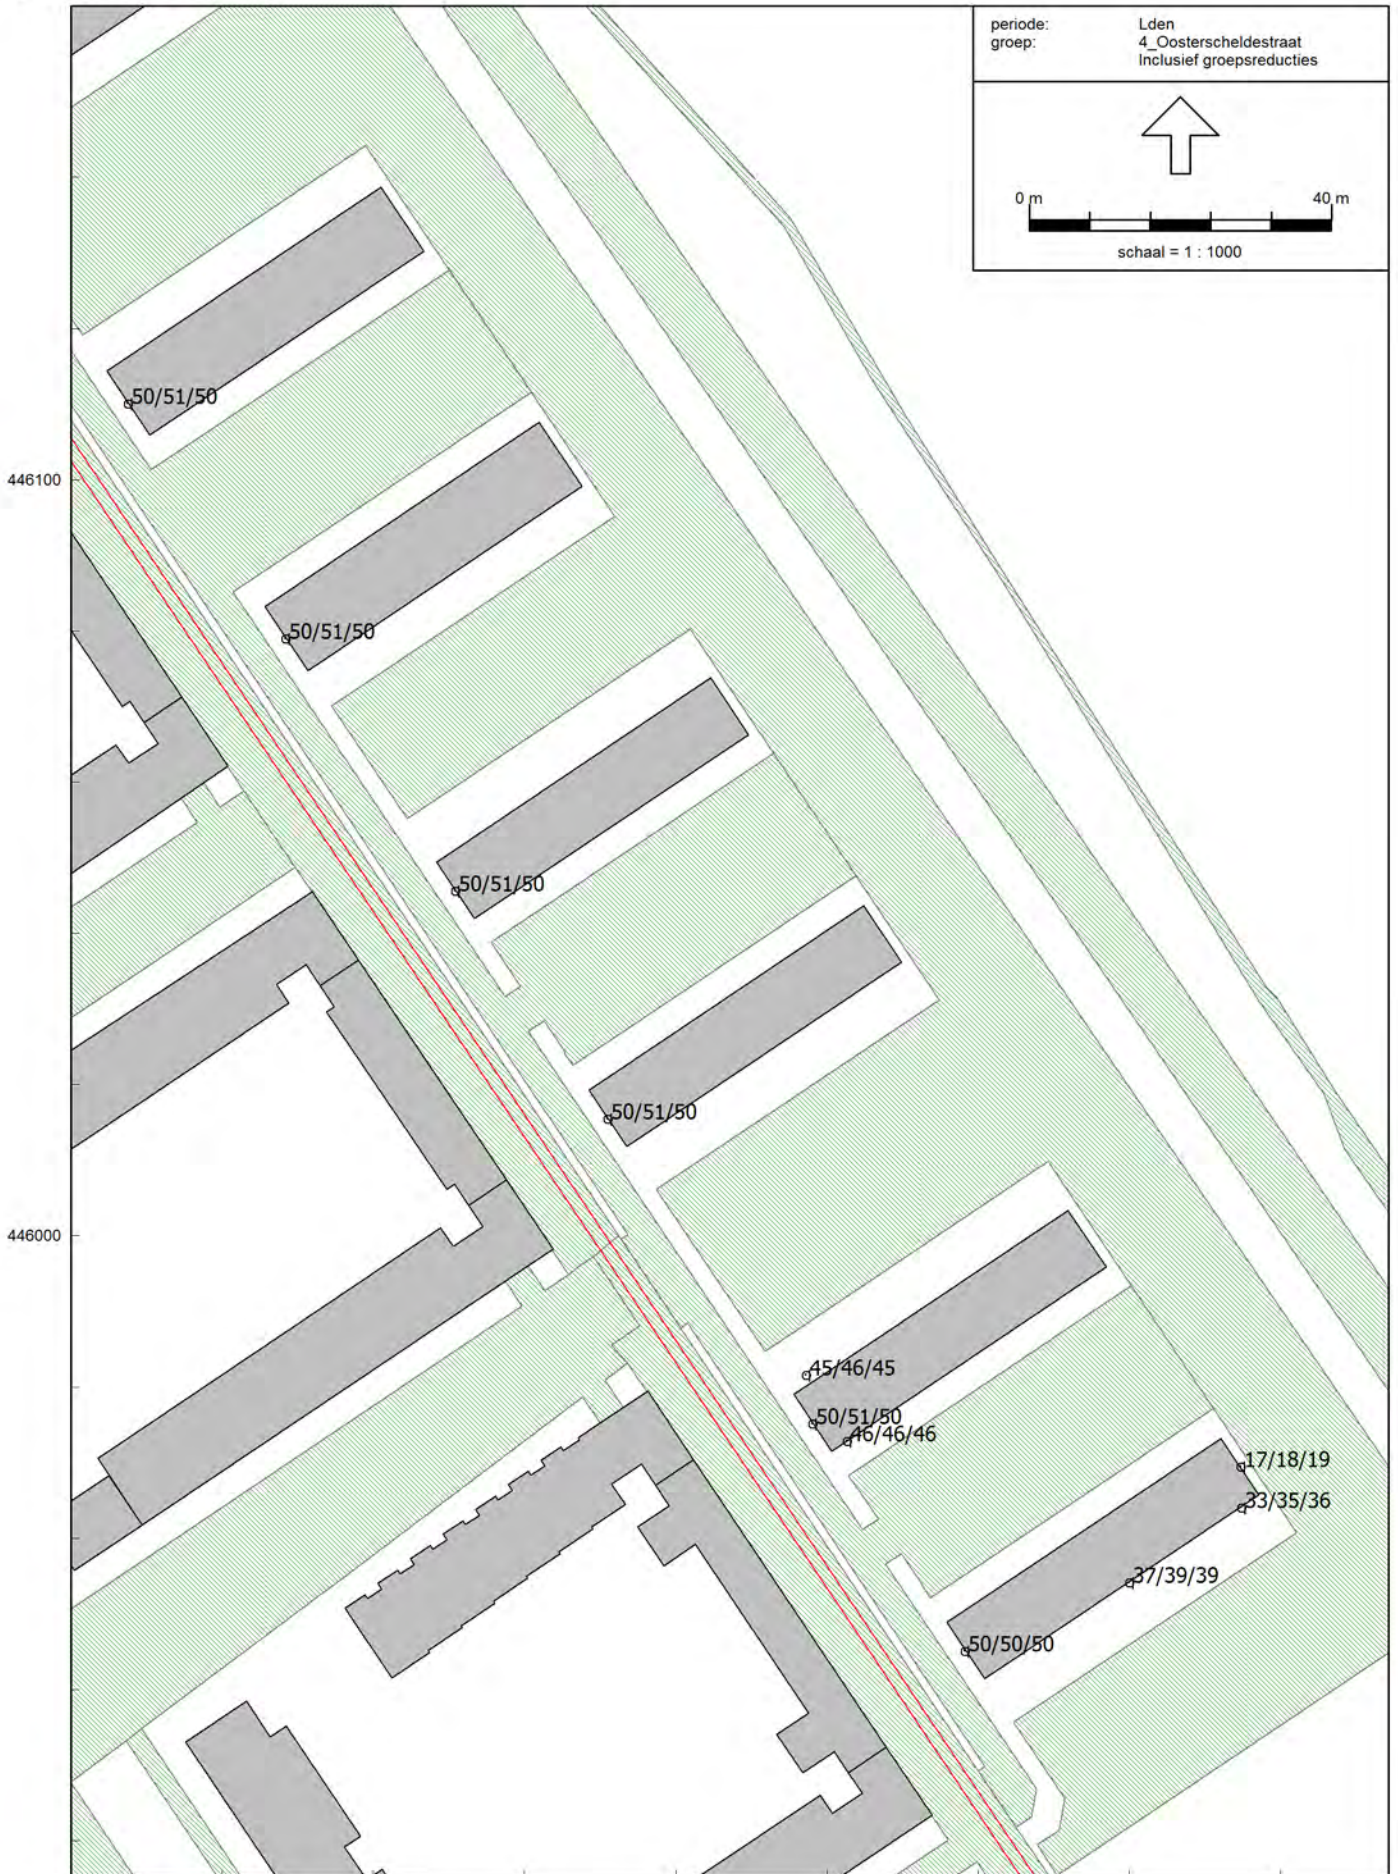 periode: Lden
groep: 4_Oosterscheldestraat
Inclusief groepsreducties
0 m 40 m
schaal = 1 : 1000
50/51/50
446100
50/51/50
50/51/50
50/51/50
446000
45/46/45
50/51/50
46/46/46
17/18/19
33/35/36
37/39/39
50/50/50